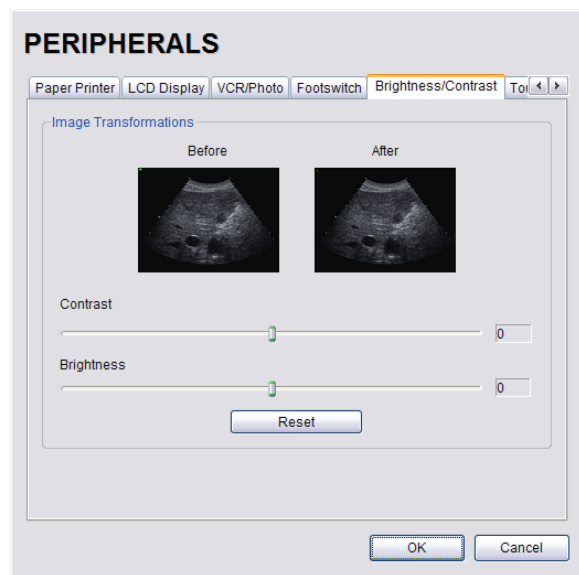 PERIPHERALS
Paper Printer LCD Display VCR/Photo Footswitch Brightness/Contrast
Image Transformations
Before After
Contrast
0
Brightness
0
Reset
OK Cancel